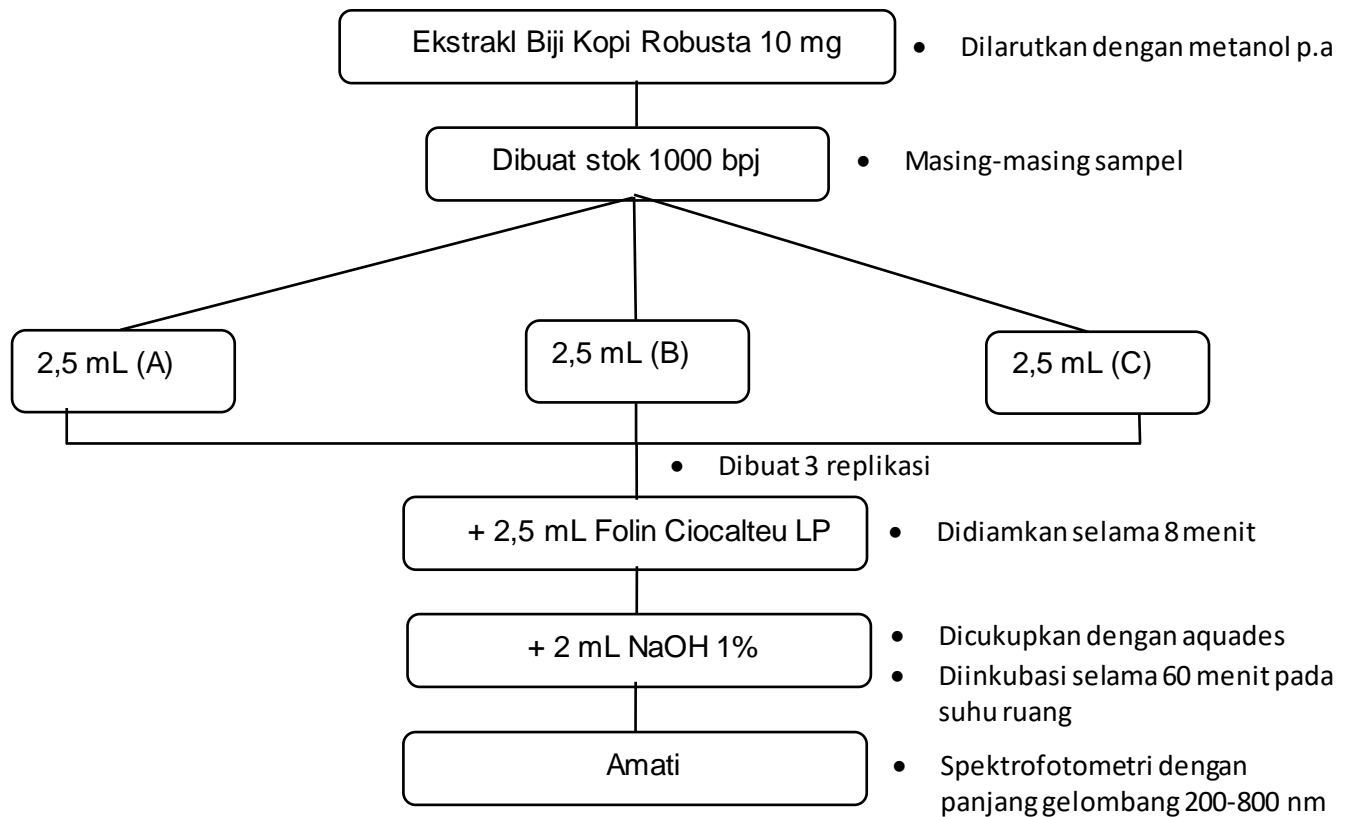 Ekstrakl Biji Kopi Robusta 10 mg
• Dilarutkan dengan metanol p.a
Dibuat stok 1000 bpj
• Masing-masing sampel
2,5 mL (A)
2,5 mL (B)
2,5 mL (C)
• Dibuat 3 replikasi
+ 2,5 mL Folin Ciocalteu LP
• Didiamkan selama 8 menit
+ 2 mL NaOH 1%
• Dicukupkan dengan aquades
• Diinkubasi selama 60 menit pada
suhu ruang
Amati
• Spektrofotometri dengan
panjang gelombang 200-800 nm